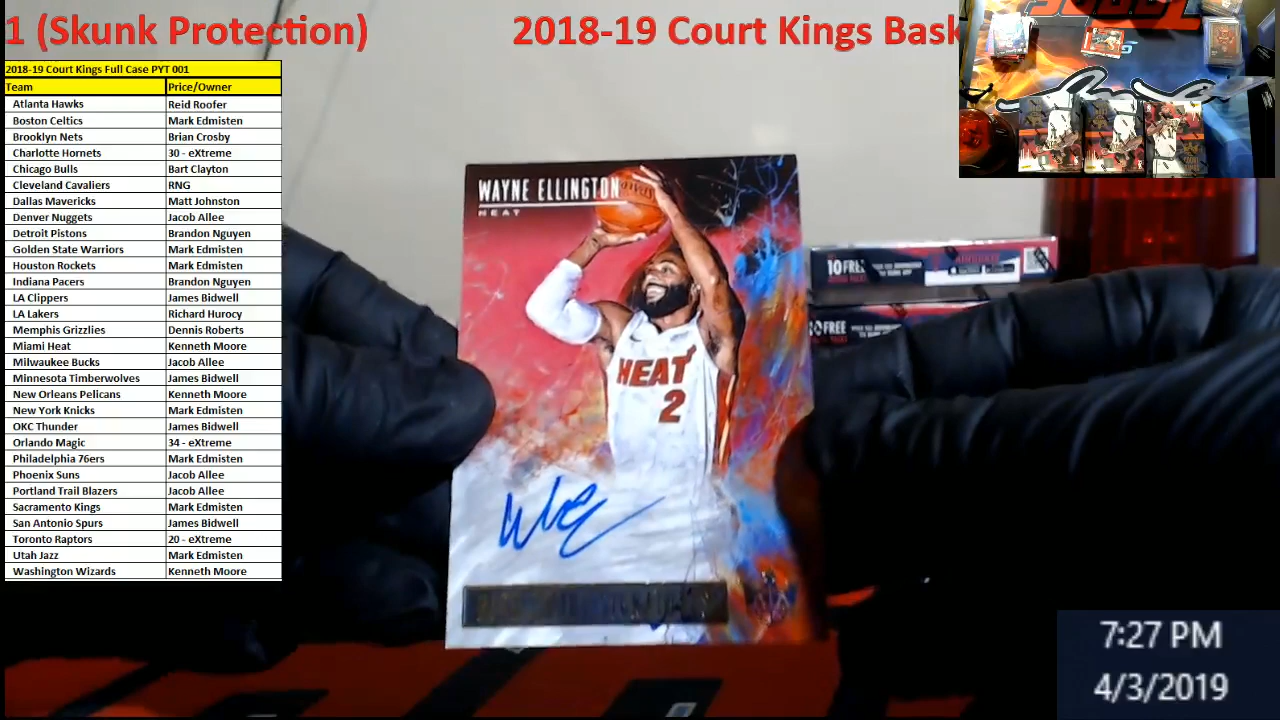 1 (Skunk Protection)
2018-19 Court Kings Bask
2018-19 Court Kings Full Case PYT 001
Team Price/Owner
Atlanta Hawks Reid Roofer
Boston Celtics Mark Edmisten
Brooklyn Nets Brian Crosby
Charlotte Hornets 30 - eXtreme
Chicago Bulls Bart Clayton
Cleveland Cavaliers RNG
Dallas Mavericks Matt Johnston
Denver Nuggets Jacob Allee
Detroit Pistons Brandon Nguyen
Golden State Warriors Mark Edmisten
Houston Rockets Mark Edmisten
Indiana Pacers Brandon Nguyen
LA Clippers James Bidwell
LA Lakers Richard Hurocy
Memphis Grizzlies Dennis Roberts
Miami Heat Kenneth Moore
Milwaukee Bucks Jacob Allee
Minnesota Timberwolves James Bidwell
New Orleans Pelicans Kenneth Moore
New York Knicks Mark Edmisten
OKC Thunder James Bidwell
Orlando Magic 34 - eXtreme
Philadelphia 76ers Mark Edmisten
Phoenix Suns Jacob Allee
Portland Trail Blazers Jacob Allee
Sacramento Kings Mark Edmisten
San Antonio Spurs James Bidwell
Toronto Raptors 20 - eXtreme
Utah Jazz Mark Edmisten
Washington Wizards Kenneth Moore
WAYNE ELLINGTON
HEAT
HEAT
2
10 FREE
FREE
7:27 PM
4/3/2019